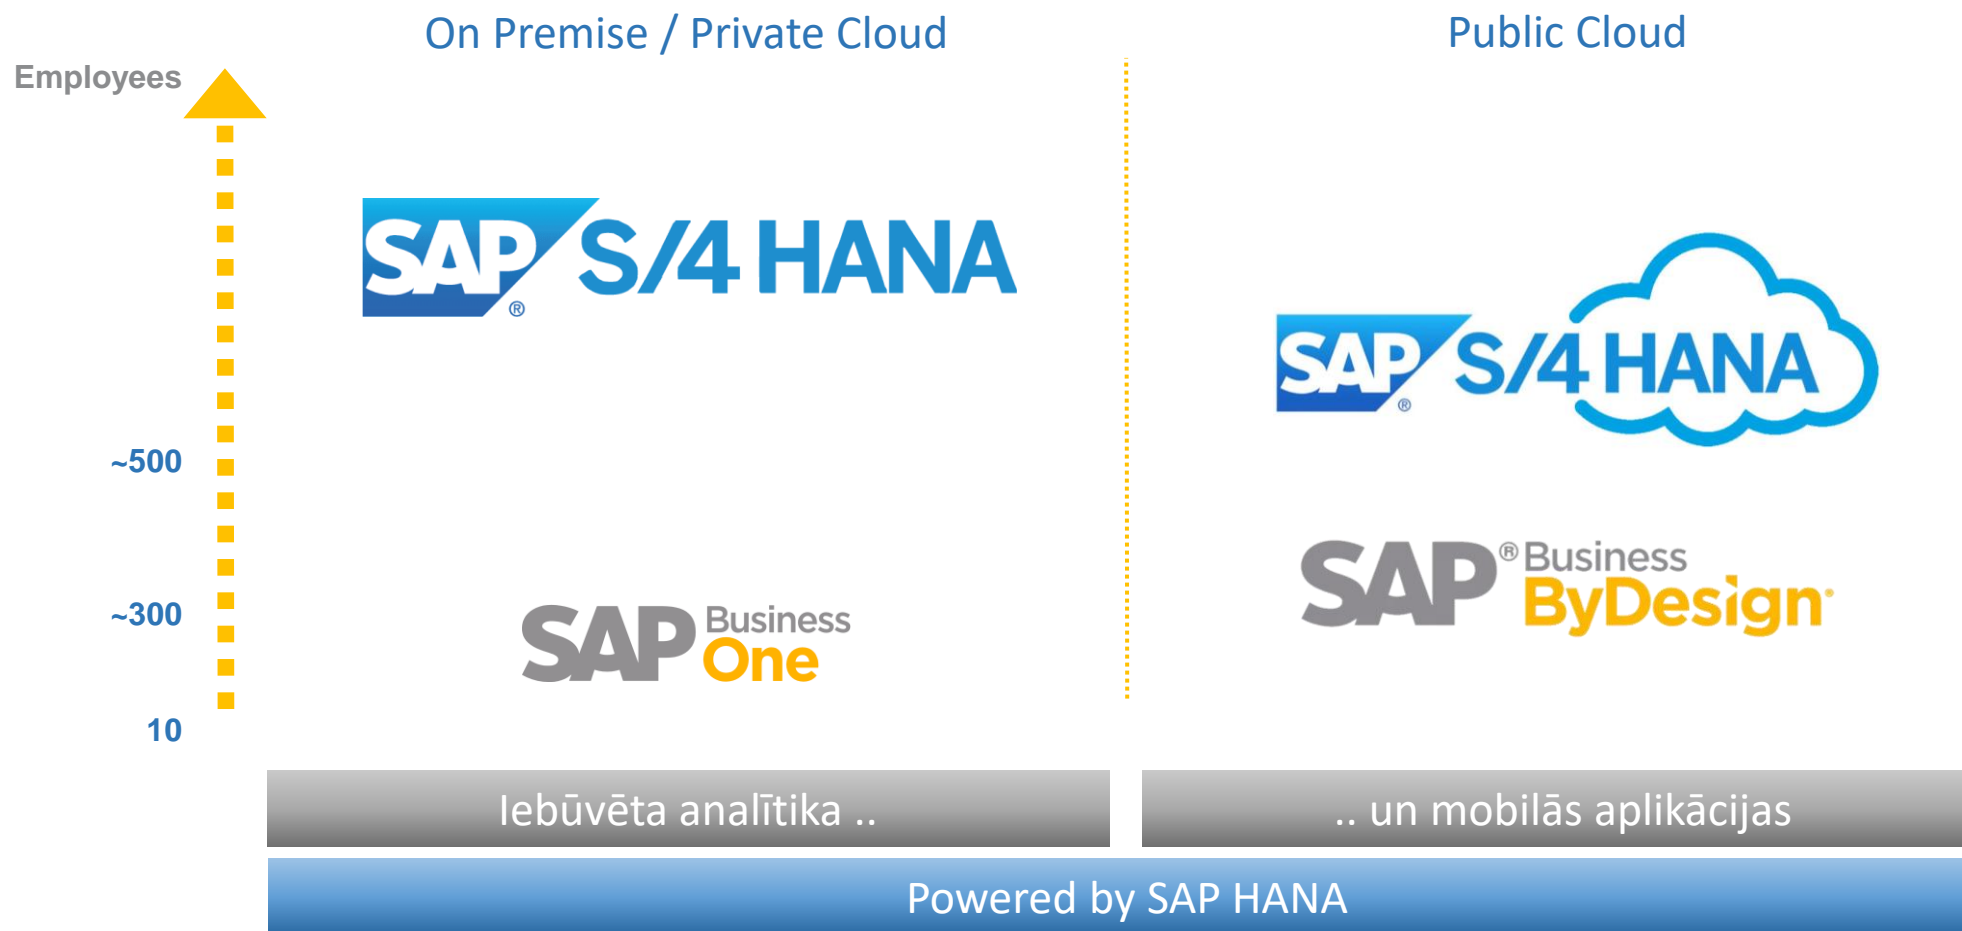 On Premise / Private Cloud
Public Cloud
Employees
SAP® S/4 HANA
SAP® S/4 HANA
~500
SAP® Business
ByDesign®
~300
SAP Business
One
10
Iebūvēta analītika ..
.. un mobilās aplikācijas
Powered by SAP HANA